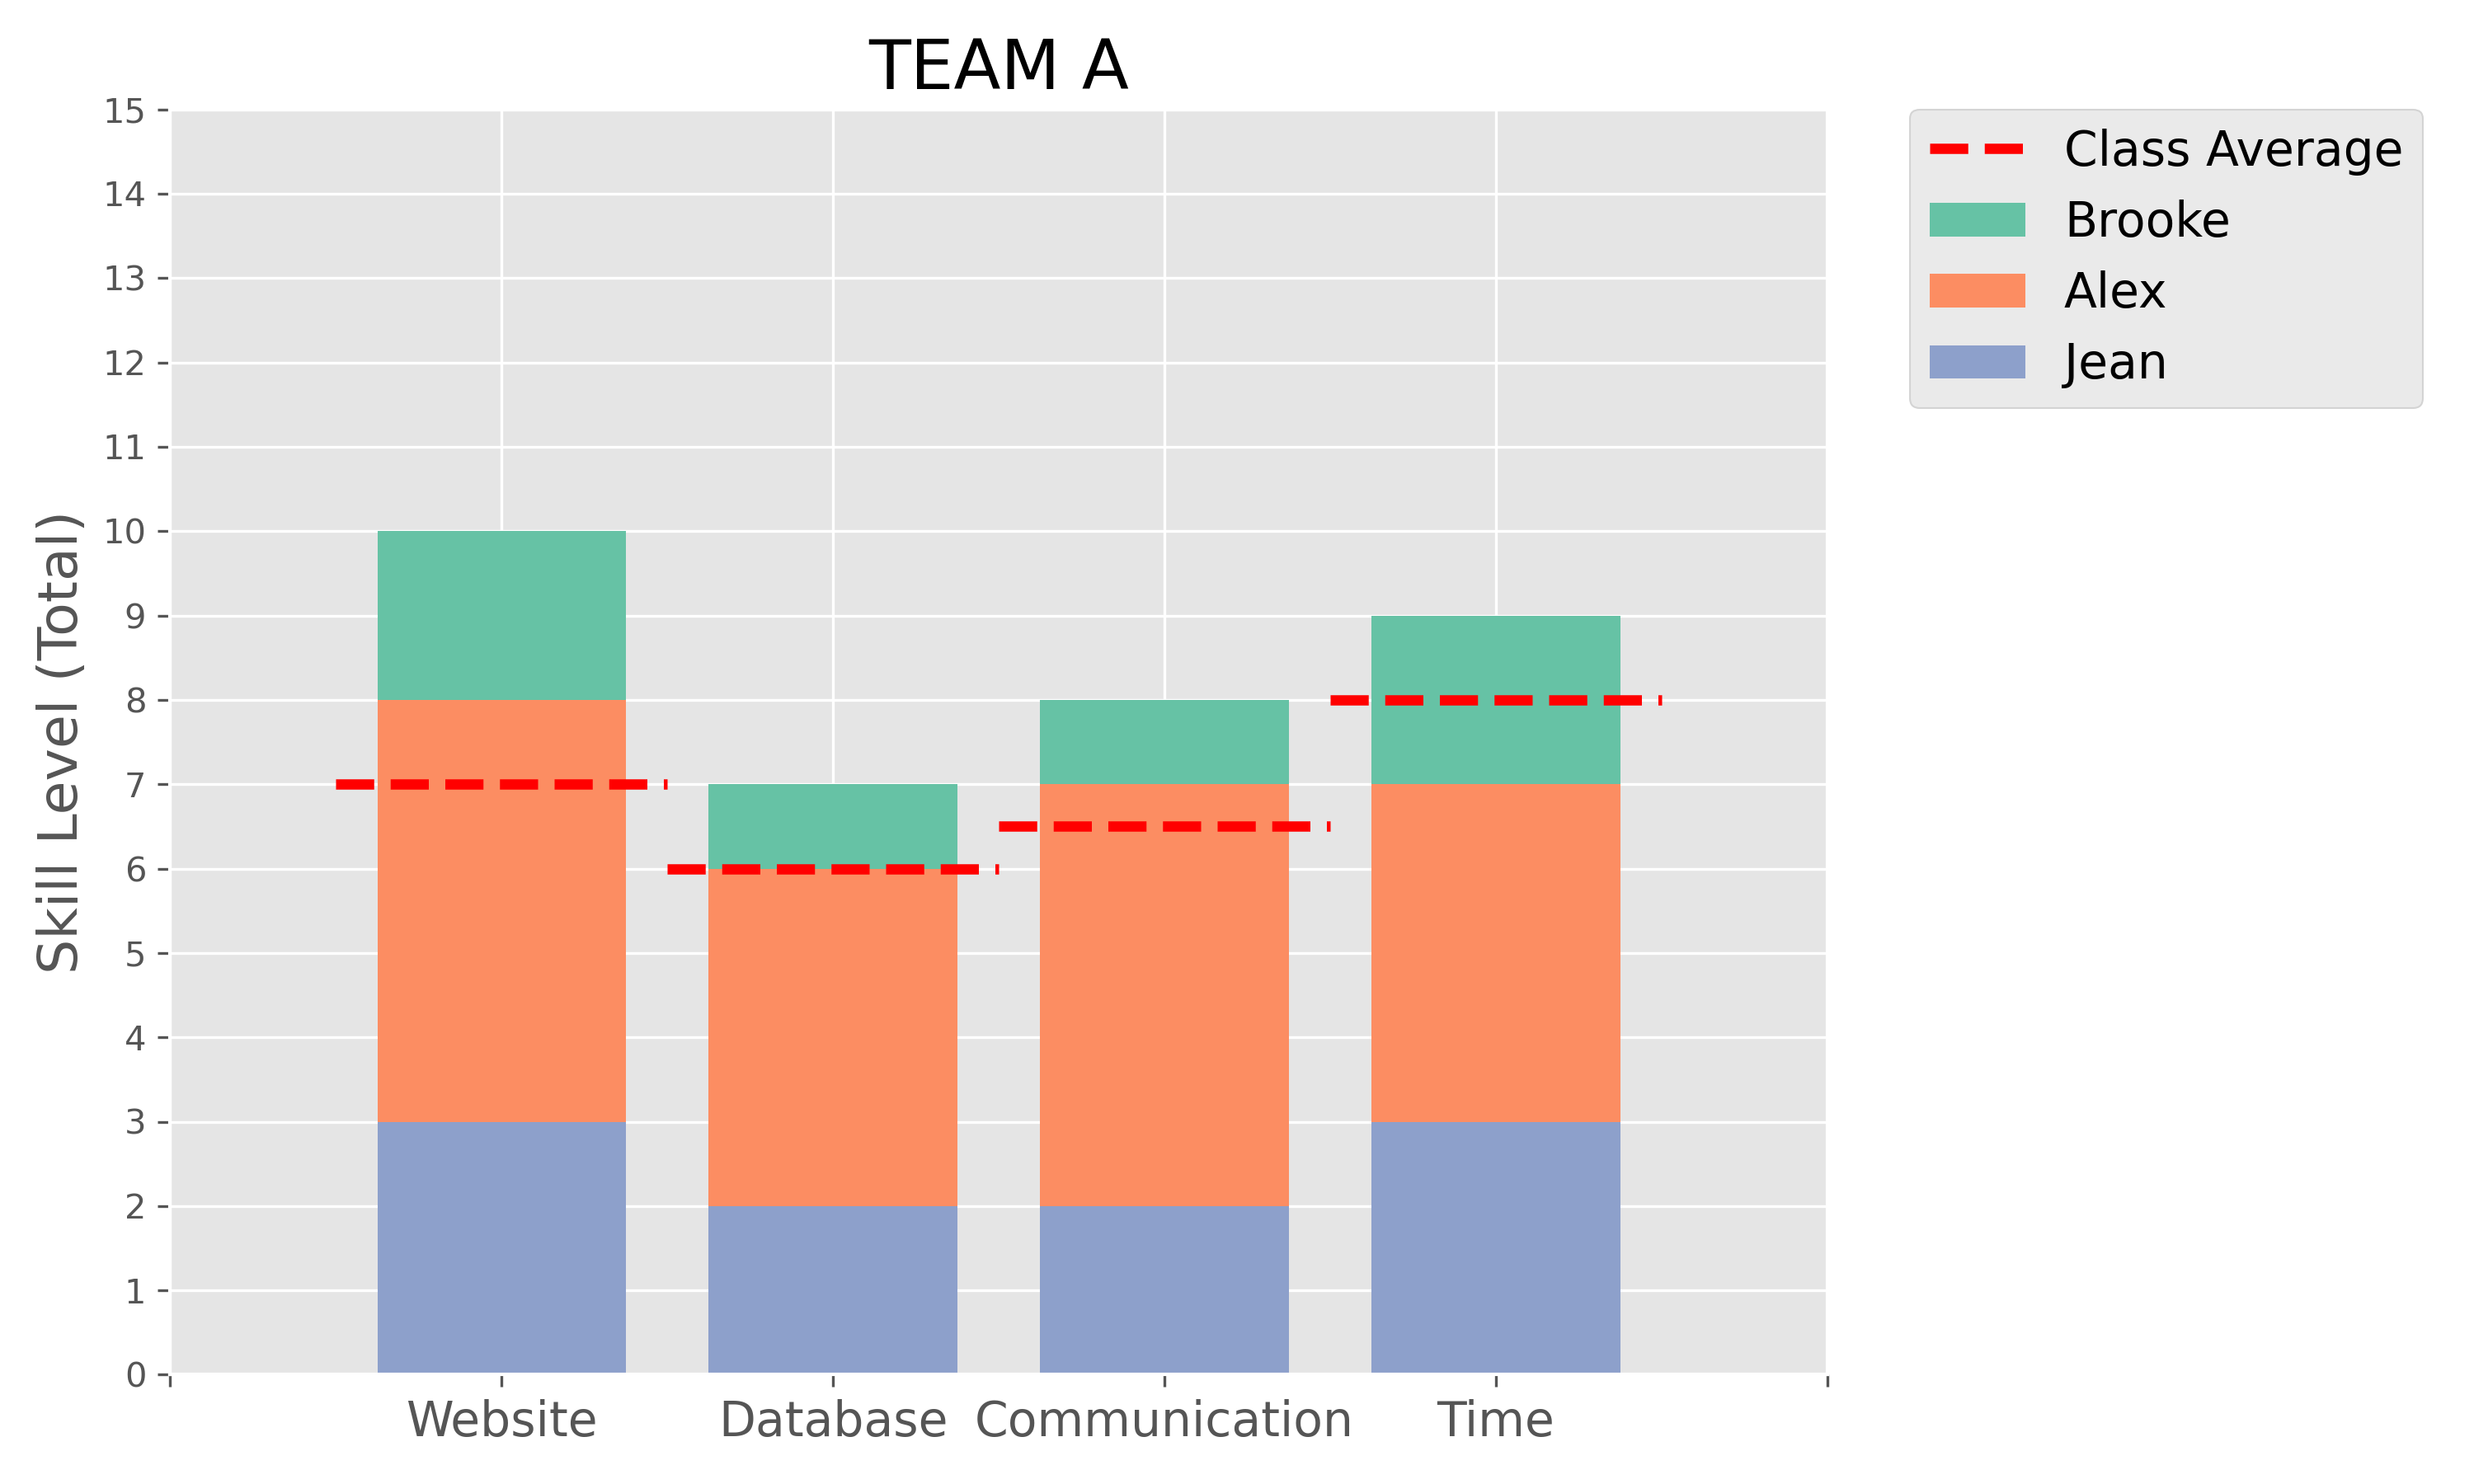 TEAM A
Class Average
Brooke
Alex
Jean
Skill Level (Total)
15
14
13
12
11
10
9
8
7
6
5
4
3
2
1
0
Website
Database
Communication
Time